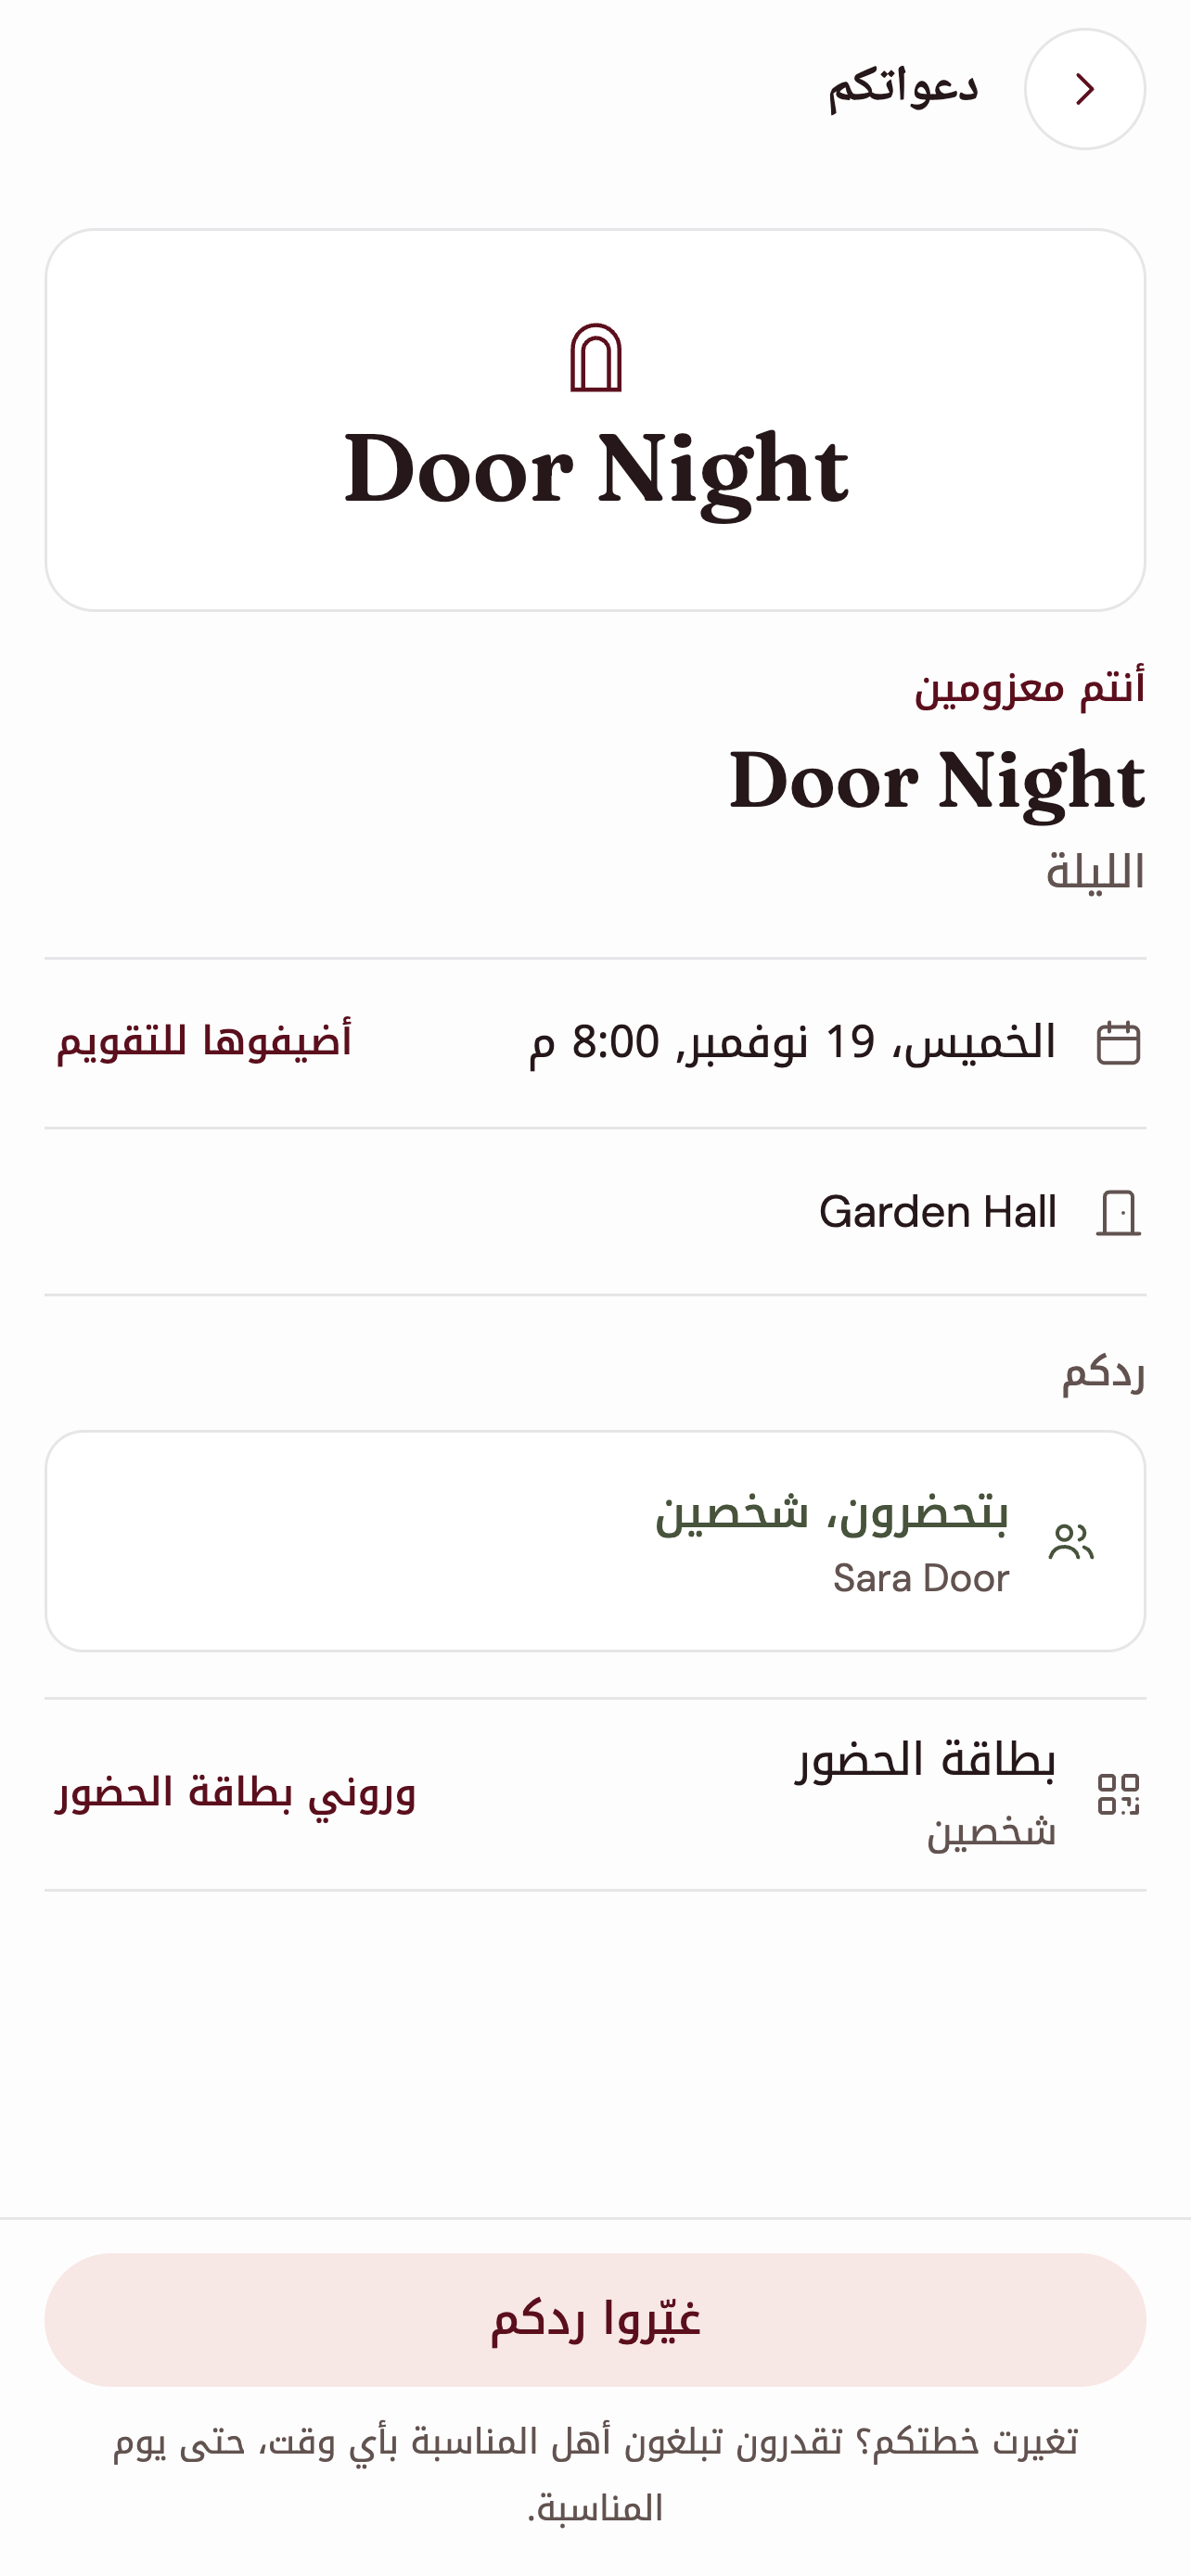 دعواتكم
Door Night
أنتم معزومين
Door Night
الليلة
الخميس، 19 نوفمبر, 8:00 م
أضيفوها للتقويم
Garden Hall
ردكم
بتحضرون، شخصين
Sara Door
بطاقة الحضور
شخصين
وروني بطاقة الحضور
غيّروا ردكم
تغيرت خطتكم؟ تقدرون تبلغون أهل المناسبة بأي وقت، حتى يوم
المناسبة.